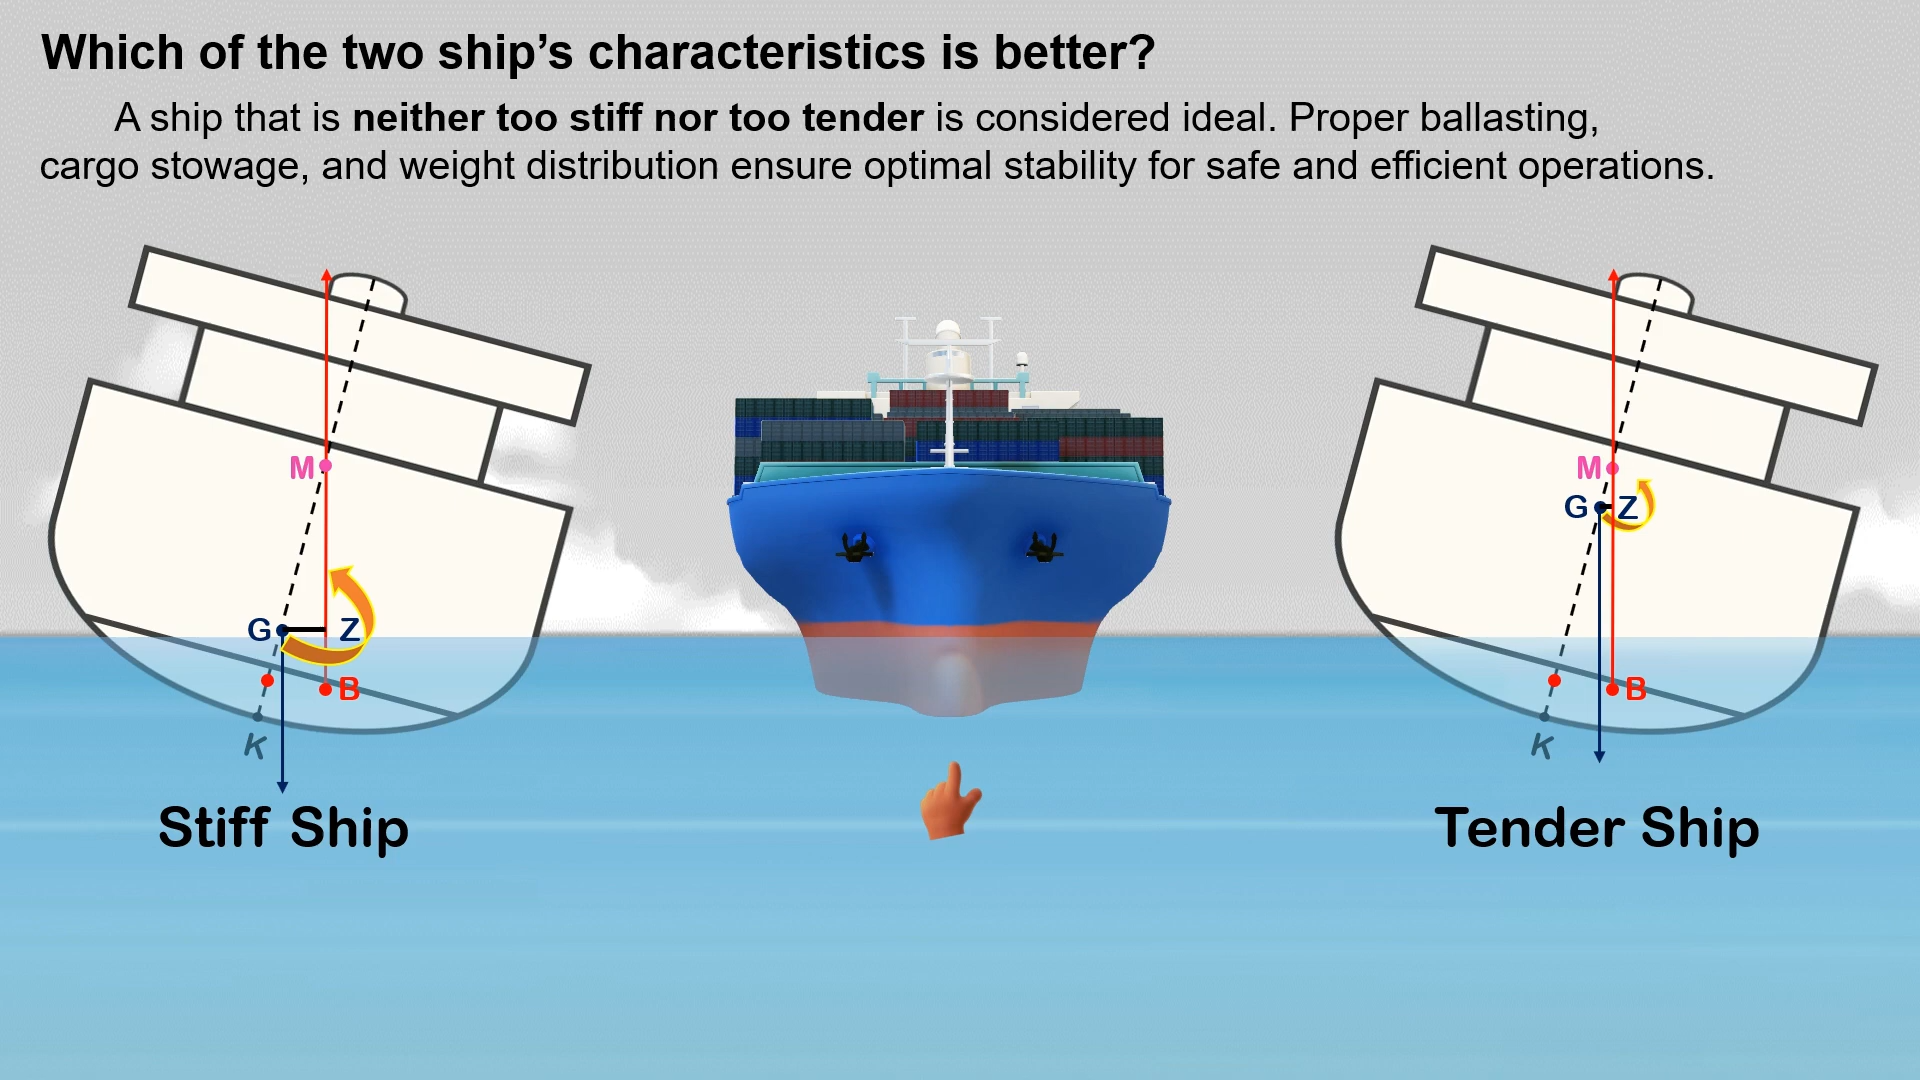 Which of the two ship’s characteristics is better?
A ship that is neither too stiff nor too tender is considered ideal. Proper ballasting,
cargo stowage, and weight distribution ensure optimal stability for safe and efficient operations.
M
G Z
B
K
Stiff Ship
M
G Z
B
K
Tender Ship